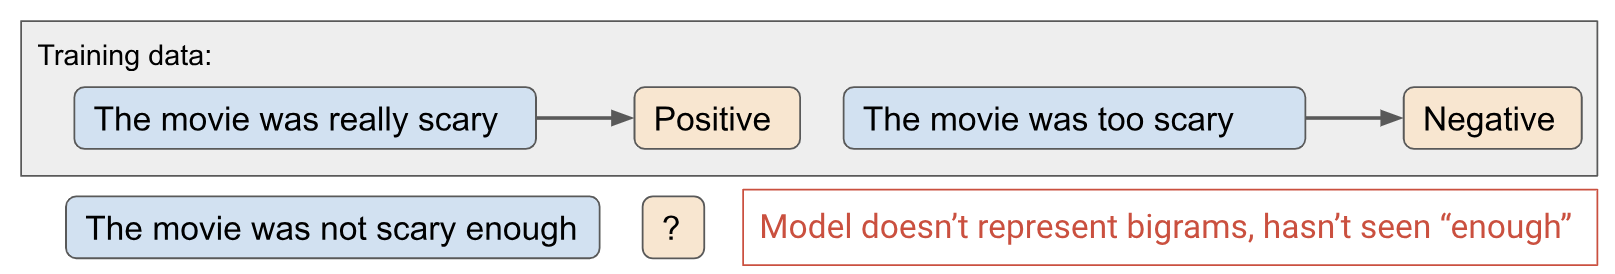 Training data:
The movie was really scary
Positive
The movie was too scary
Negative
The movie was not scary enough
?
Model doesn’t represent bigrams, hasn’t seen “enough”